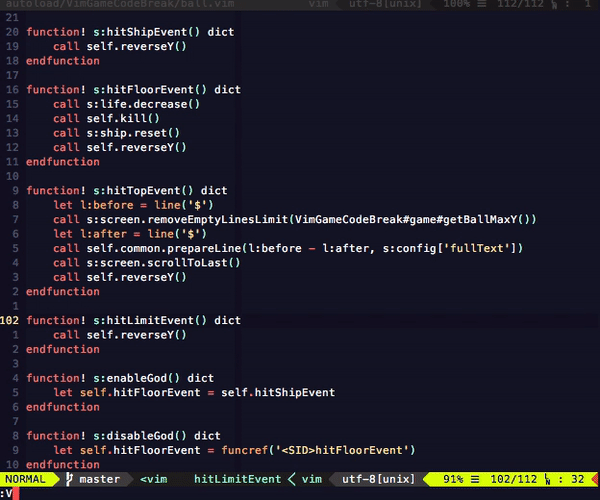 autoload/VimGameCodeBreak/ball.vim vim utf-8[unix] 100% ☰ 112/112 : 1
21
20 function! s:hitShipEvent() dict
19     call self.reverseY()
18 endfunction
17
16 function! s:hitFloorEvent() dict
15     call s:life.decrease()
14     call self.kill()
13     call s:ship.reset()
12     call self.reverseY()
11 endfunction
10
9 function! s:hitTopEvent() dict
8     let l:before = line('$')
7     call s:screen.removeEmptyLinesLimit(VimGameCodeBreak#game#getBallMaxY())
6     let l:after = line('$')
5     call self.common.prepareLine(l:before - l:after, s:config['fullText'])
4     call s:screen.scrollToLast()
3     call self.reverseY()
2 endfunction
1
102 function! s:hitLimitEvent() dict
1     call self.reverseY()
2 endfunction
3
4 function! s:enableGod() dict
5     let self.hitFloorEvent = self.hitShipEvent
6 endfunction
7
8 function! s:disableGod() dict
9     let self.hitFloorEvent = funcref('<SID>hitFloorEvent')
10 endfunction
NORMAL master <vim hitLimitEvent < vim utf-8[unix] 91% ☰ 102/112 : 32
:V